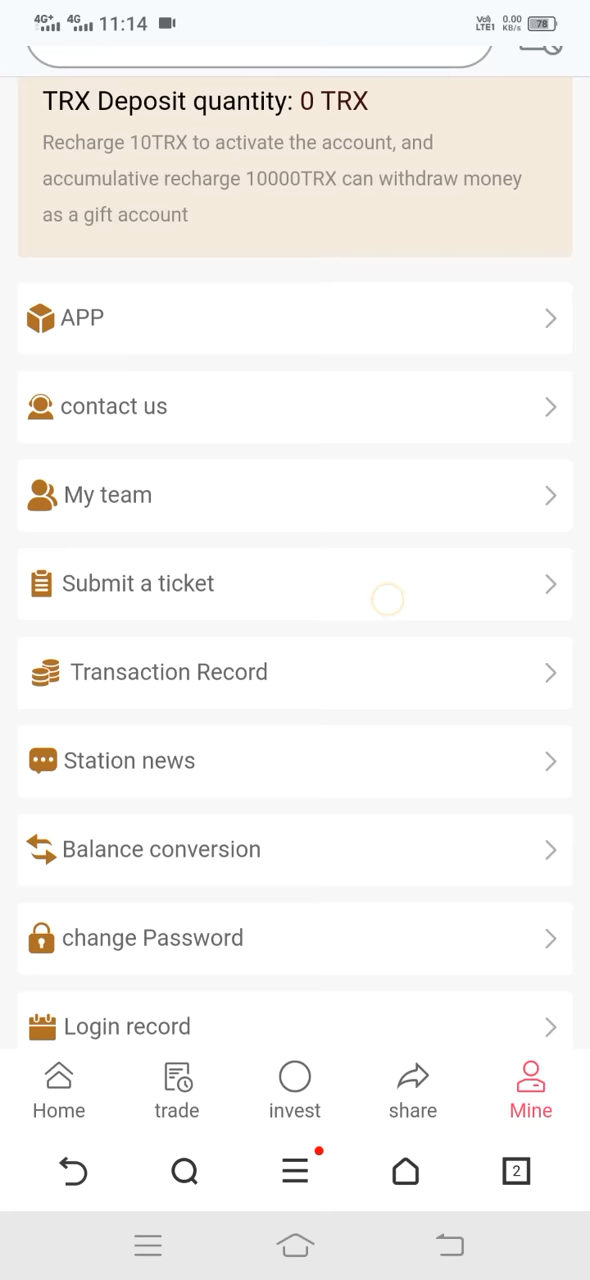 4G+ 4G 11:14 VoD LTE1 0.00 KB/s 78
TRX Deposit quantity: 0 TRX
Recharge 10TRX to activate the account, and
accumulative recharge 10000TRX can withdraw money
as a gift account
APP
contact us
My team
Submit a ticket
Transaction Record
Station news
Balance conversion
change Password
Login record
Home trade invest share Mine
2